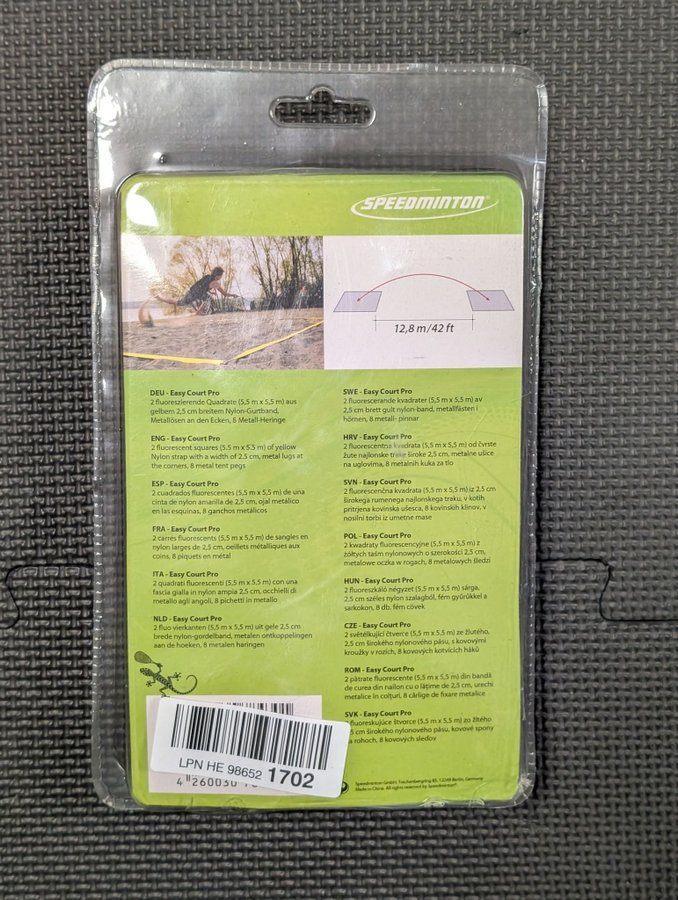 SPEEDMINTON®
12,8 m/42 ft
DEU - Easy Court Pro
2 fluoreszierende Quadrate (5,5 m x 5,5 m) aus
gelbem 2,5 cm breitem Nylon-Gurtband,
Metallösen an den Ecken, 8 Metall-Heringe
ENG - Easy Court Pro
2 fluorescent squares (5,5 m x 5,5 m) of yellow
Nylon strap with a width of 2.5 cm, metal lugs at
the corners, 8 metal tent pegs
ESP - Easy Court Pro
2 cuadrados fluorescentes (5,5 m x 5,5 m) de una
cinta de nylon amarilla de 2,5 cm, ojal metálico
en las esquinas, 8 ganchos metálicos
FRA - Easy Court Pro
2 carrés fluorescents (5,5 m x 5,5 m) de sangles en
nylon larges de 2,5 cm, oeillets métalliques aux
coins, 8 piquets en métal
ITA - Easy Court Pro
2 quadrati fluorescenti (5,5 m x 5,5 m) con una
fascia gialla in nylon ampia 2,5 cm, occhielli di
metallo agli angoli, 8 pichetti in metallo
NLD - Easy Court Pro
2 fluo vierkanten (5,5 m x 5,5 m) uit gele 2,5 cm
brede nylon-gordelband, metalen ontkoppelingen
aan de hoeken, 8 metalen haringen
SWE - Easy Court Pro
2 fluorescerande kvadrater (5,5 m x 5,5 m) av
2,5 cm brett gult nylon-band, metallfästen i
hörnen, 8 metall- pinnar
HRV - Easy Court Pro
2 fluorescentna kvadrata (5,5 m x 5,5 m) od čvrste
žute najlonske trake široke 2,5 cm, metalne ušice
na uglovima, 8 metalnih kuka za tlo
SVN - Easy Court Pro
2 fluorescenčna kvadrata (5,5 m x 5,5 m) iz 2,5 cm
širokega rumenega najlonskega traku, v kotih
pritrjena kovinska ušesca, 8 kovinskih klinov, v
nosilni torbi iz umetne mase
POL - Easy Court Pro
2 kwadraty fluorescencyjne (5,5 m x 5,5 m) z
żółtych taśm nylonowych o szerokości 2,5 cm,
metalowe oczka w rogach, 8 metalowych śledzi
HUN - Easy Court Pro
2 fluoreszkáló négyzet (5,5 m x 5,5 m) sárga,
2,5 cm széles nylon szalagból, fém gyűrűkkel a
sarkokon, 8 db. fém cövek
CZE - Easy Court Pro
2 světélkující čtverce (5,5 m x 5,5 m) ze žlutého,
2,5 cm širokého nylonového pásu, s kovovými
kroužky v rozích, 8 kovových kotvících háků
ROM - Easy Court Pro
2 pătrate fluorescente (5,5 m x 5,5 m) din bandă
de curea din nailon cu o lățime de 2,5 cm, urechi
metalice în colțuri, 8 cârlige de fixare metalice
SVK - Easy Court Pro
fluoreskujúce štvorce (5,5 m x 5,5 m) zo žltého
5 cm širokého nylonového pásu, kovové spony
rohoch, 8 kovových sledov
LPN HE 98652 1702
4 260030
Speedminton GmbH, Tuschenbergring 85, 12249 Berlin, Germany
Made in China. All rights reserved by Speedminton®.